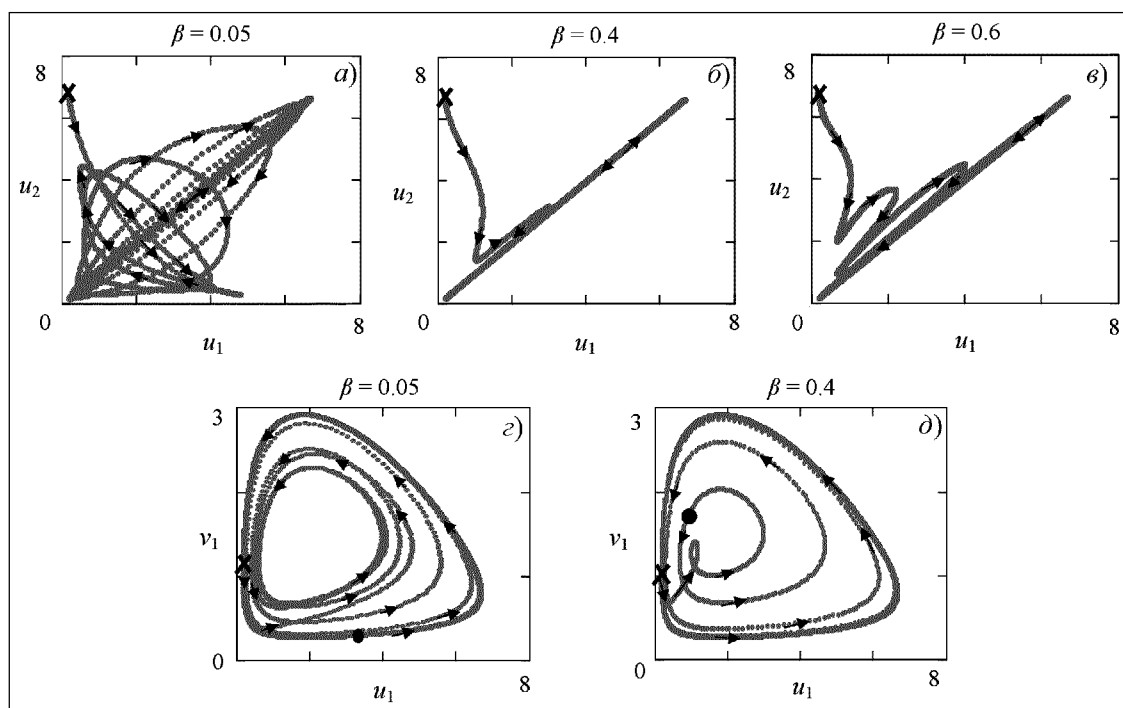 β = 0.05
β = 0.4
β = 0.6
8
а)
u₂
0
u₁
8
8
б)
u₂
0
u₁
8
8
в)
u₂
0
u₁
8
β = 0.05
β = 0.4
3
г)
v₁
0
u₁
8
3
д)
v₁
0
u₁
8